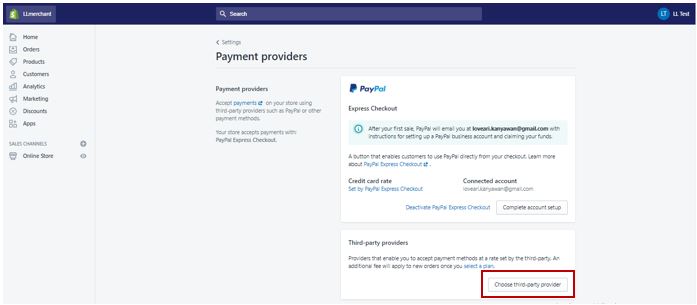 LLmerchant
Search
LT LL Test
Home
Orders
Products
Customers
Analytics
Marketing
Discounts
Apps
SALES CHANNELS
Online Store
Settings
Payment providers
Payment providers
Accept payments on your store using
third-party providers such as PayPal or other
payment methods.
Your store accepts payments with:
PayPal Express Checkout.
PayPal
Express Checkout
After your first sale, PayPal will email you at loveari.kanyawan@gmail.com with
instructions for setting up a PayPal business account and claiming your funds.
A button that enables customers to use PayPal directly from your checkout. Learn more
about PayPal Express Checkout .
Credit card rate
Set by PayPal Express Checkout
Connected account
loveari.kanyawan@gmail.com
Deactivate PayPal Express Checkout
Complete account setup
Third-party providers
Providers that enable you to accept payment methods at a rate set by the third-party. An
additional fee will apply to new orders once you select a plan.
Choose third-party provider